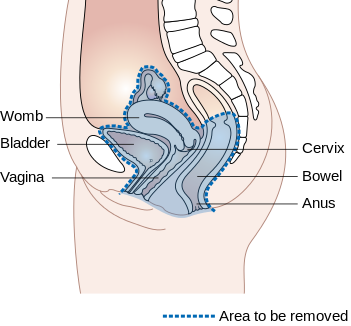 Womb
Bladder
Vagina
Cervix
Bowel
Anus
Area to be removed